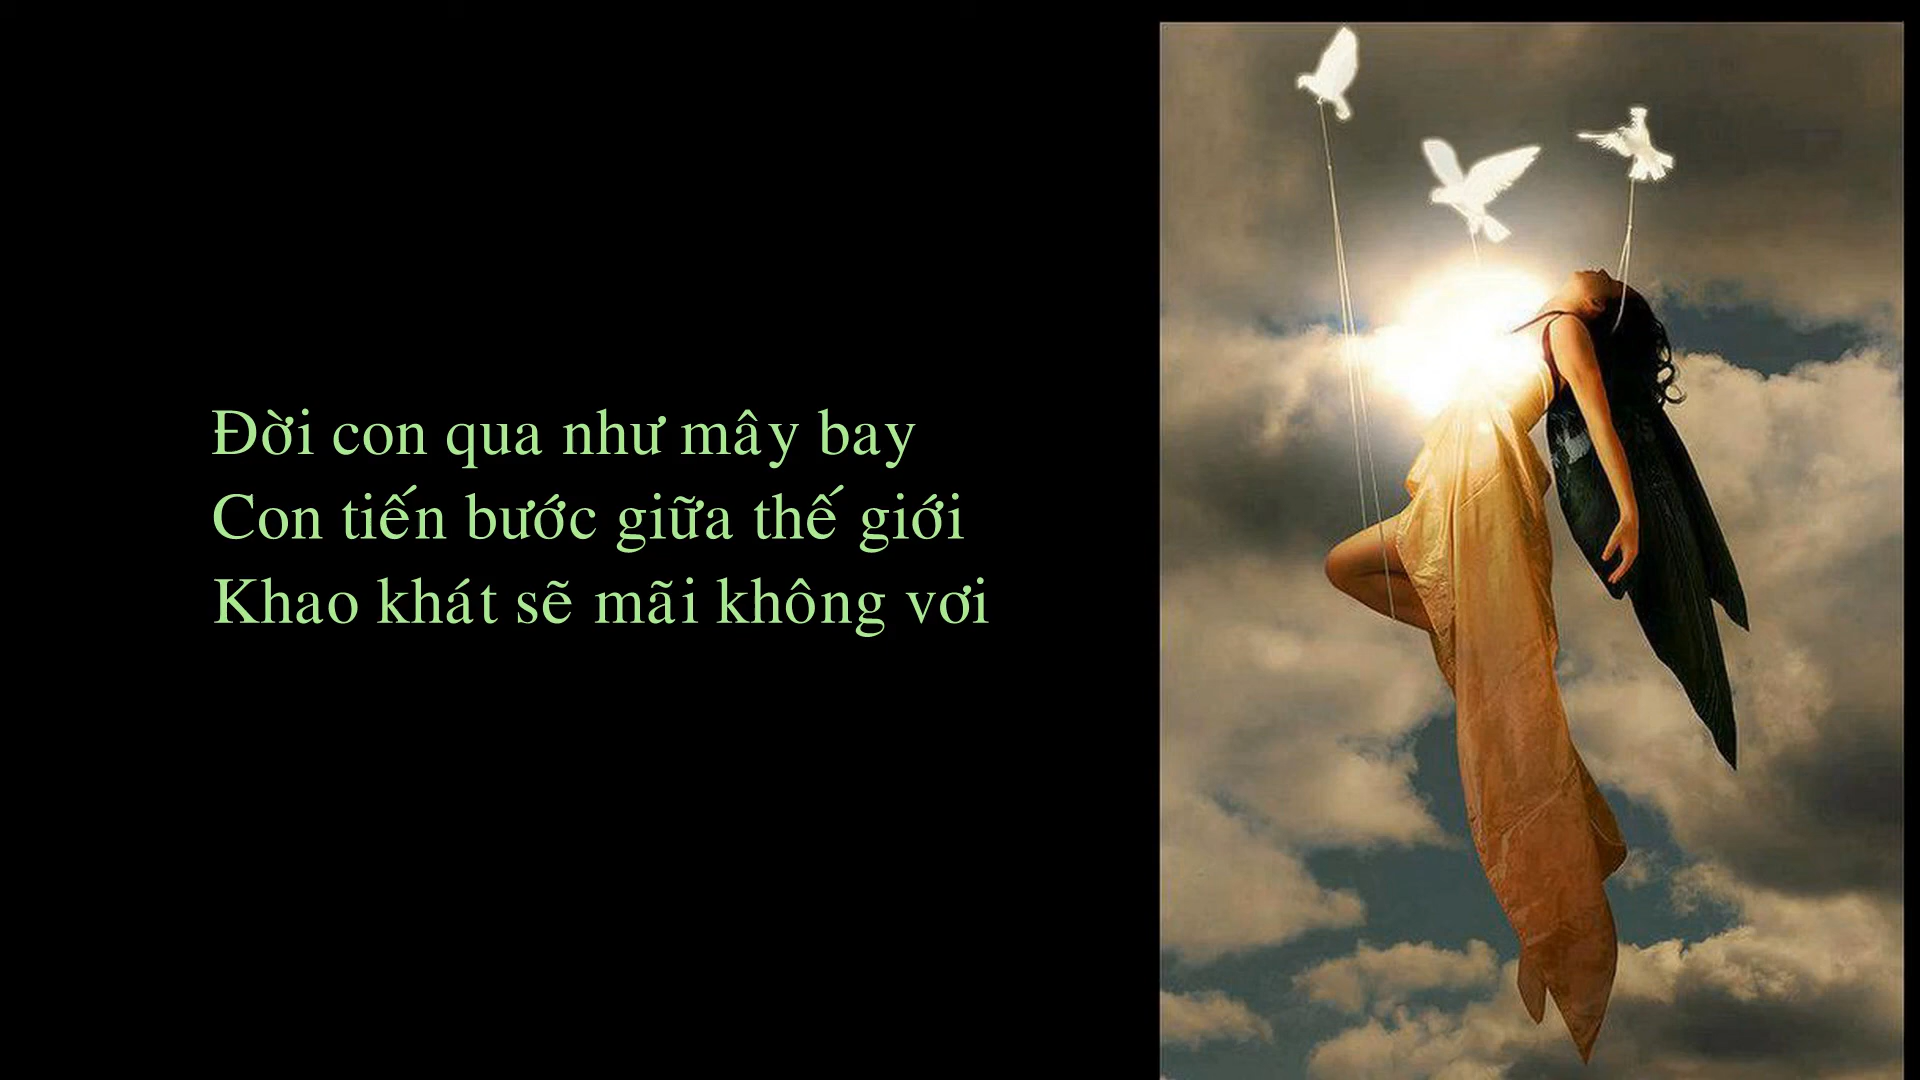 Đời con qua như mây bay
Con tiến bước giữa thế giới
Khao khát sẽ mãi không vơi